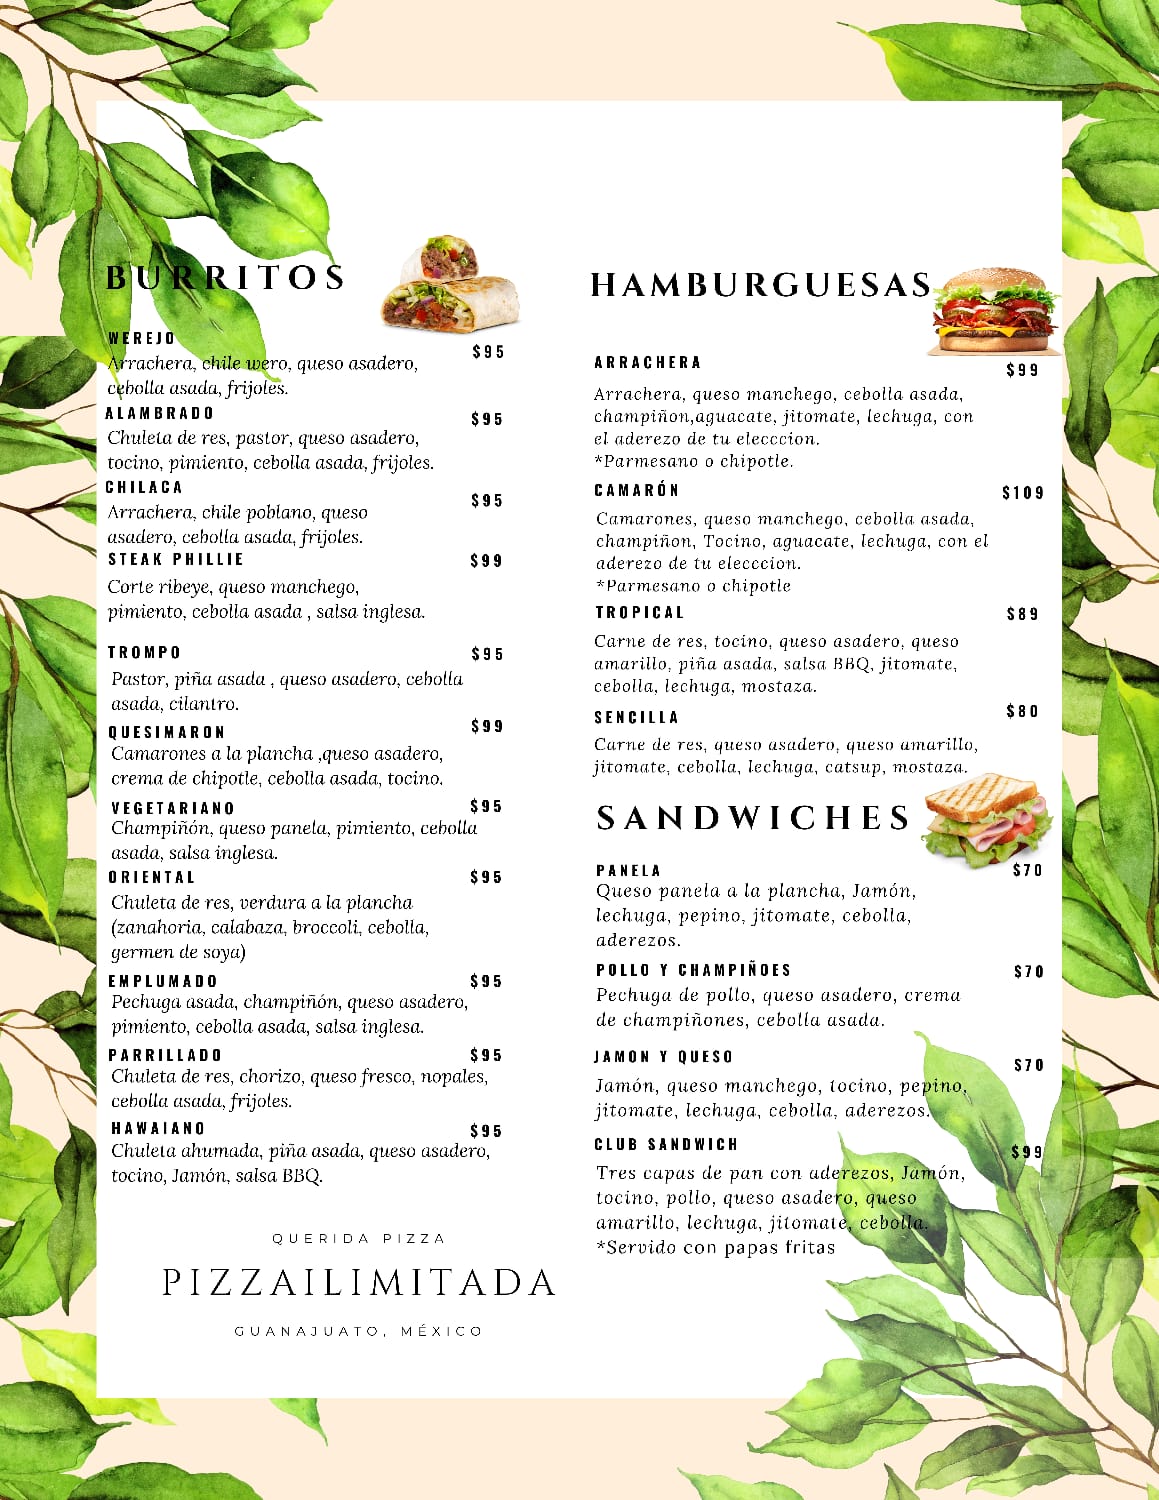 BURRITOS
WEREJO
$95
Arrachera, chile wero, queso asadero,
cebolla asada, frijoles.
ALAMBRADO
$95
Chuleta de res, pastor, queso asadero,
tocino, pimiento, cebolla asada, frijoles.
CHILACA
$95
Arrachera, chile poblano, queso
asadero, cebolla asada, frijoles.
STEAK PHILLIE
$99
Corte ribeye, queso manchego,
pimiento, cebolla asada , salsa inglesa.
TROMPO
$95
Pastor, piña asada , queso asadero, cebolla
asada, cilantro.
QUESIMARON
$99
Camarones a la plancha ,queso asadero,
crema de chipotle, cebolla asada, tocino.
VEGETARIANO
$95
Champiñón, queso panela, pimiento, cebolla
asada, salsa inglesa.
ORIENTAL
$95
Chuleta de res, verdura a la plancha
(zanahoria, calabaza, broccoli, cebolla,
germen de soya)
EMPLUMADO
$95
Pechuga asada, champiñón, queso asadero,
pimiento, cebolla asada, salsa inglesa.
PARRILLADO
$95
Chuleta de res, chorizo, queso fresco, nopales,
cebolla asada, frijoles.
HAWAIANO
$95
Chuleta ahumada, piña asada, queso asadero,
tocino, Jamón, salsa BBQ.
QUERIDA PIZZA
PIZZAILIMITADA
GUANAJUATO, MÉXICO
HAMBURGUESAS
ARRACHERA
$99
Arrachera, queso manchego, cebolla asada,
champiñon,aguacate, jitomate, lechuga, con
el aderezo de tu elecccion.
*Parmesano o chipotle.
CAMARÓN
$109
Camarones, queso manchego, cebolla asada,
champiñon, Tocino, aguacate, lechuga, con el
aderezo de tu elecccion.
*Parmesano o chipotle
TROPICAL
$89
Carne de res, tocino, queso asadero, queso
amarillo, piña asada, salsa BBQ, jitomate,
cebolla, lechuga, mostaza.
SENCILLA
$80
Carne de res, queso asadero, queso amarillo,
jitomate, cebolla, lechuga, catsup, mostaza.
SANDWICHES
PANELA
$70
Queso panela a la plancha, Jamón,
lechuga, pepino, jitomate, cebolla,
aderezos.
POLLO Y CHAMPIÑOES
$70
Pechuga de pollo, queso asadero, crema
de champiñones, cebolla asada.
JAMON Y QUESO
$70
Jamón, queso manchego, tocino, pepino,
jitomate, lechuga, cebolla, aderezos.
CLUB SANDWICH
$99
Tres capas de pan con aderezos, Jamón,
tocino, pollo, queso asadero, queso
amarillo, lechuga, jitomate, cebolla.
*Servido con papas fritas